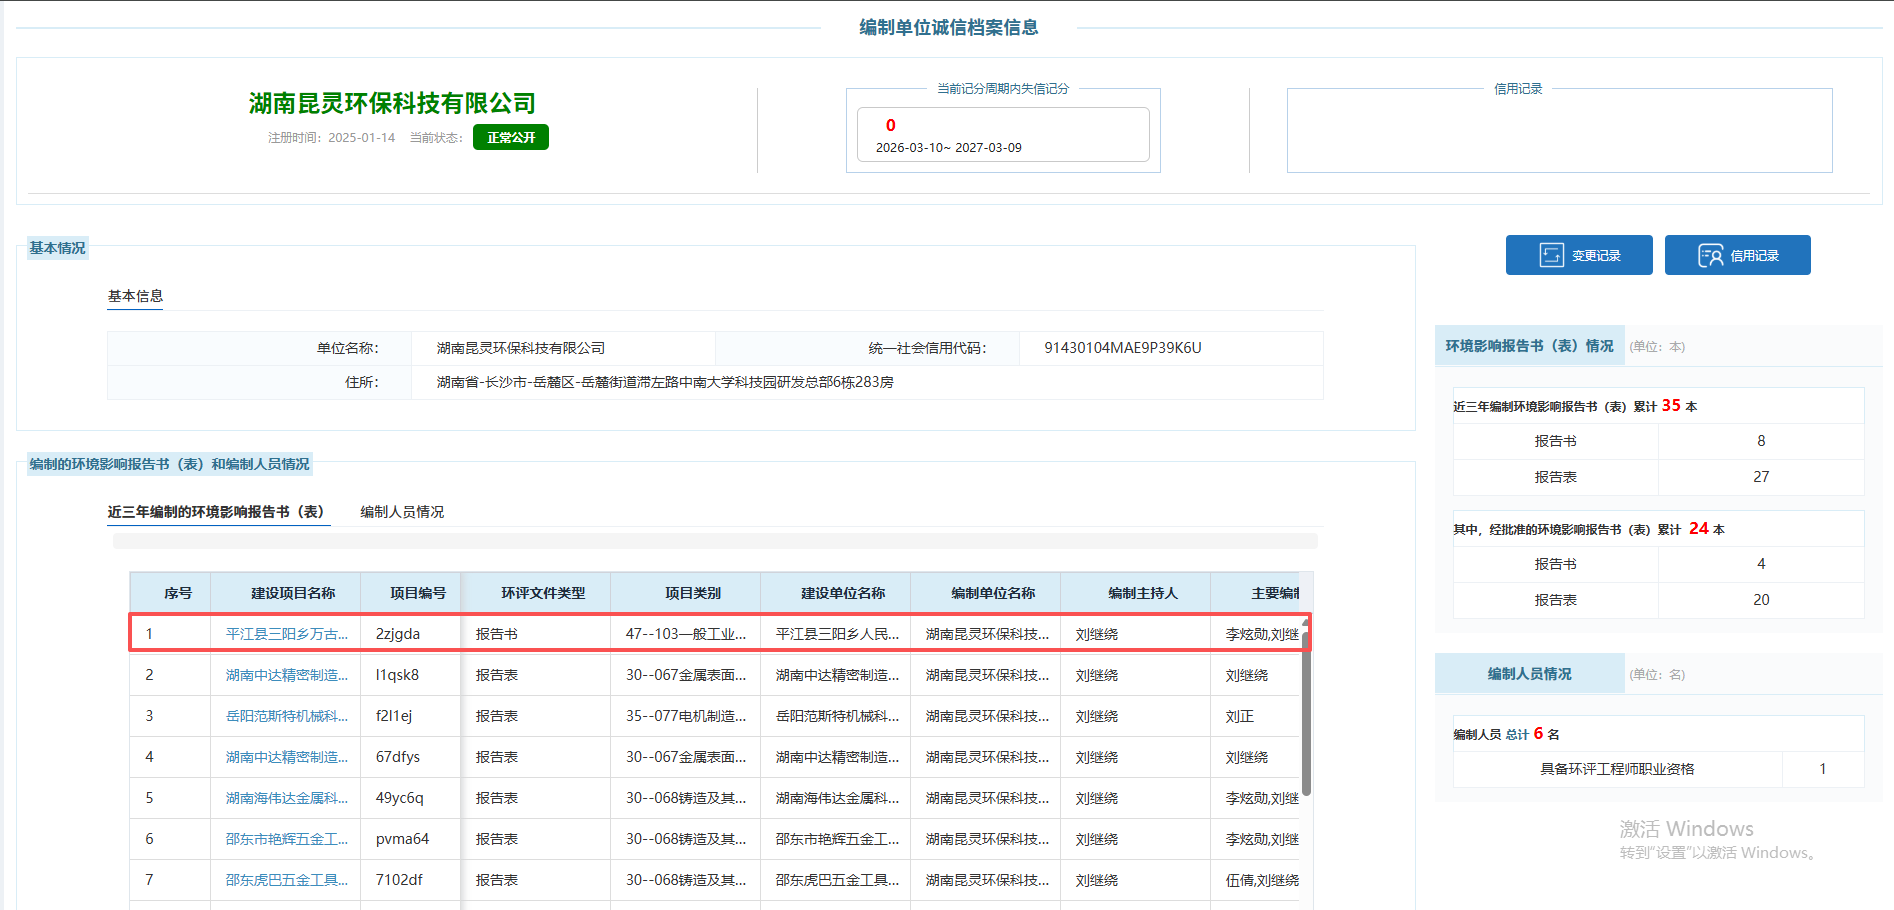 编制单位诚信档案信息
湖南昆灵环保科技有限公司
注册时间：2025-01-14 当前状态： 正常公开
当前记分周期内失信记分
0
2026-03-10~ 2027-03-09
信用记录
变更记录
信用记录
基本情况
基本信息
单位名称： 湖南昆灵环保科技有限公司 统一社会信用代码： 91430104MAE9P39K6U
住所： 湖南省-长沙市-岳麓区-岳麓街道滞左路中南大学科技园研发总部6栋283房
编制的环境影响报告书（表）和编制人员情况
近三年编制的环境影响报告书（表） 编制人员情况
序号 建设项目名称 项目编号 环评文件类型 项目类别 建设单位名称 编制单位名称 编制主持人 主要编制
1 平江县三阳乡万古... 2zjgda 报告书 47--103一般工业... 平江县三阳乡人民... 湖南昆灵环保科技... 刘继绕 李炫勋,刘继
2 湖南中达精密制造... l1qsk8 报告表 30--067金属表面... 湖南中达精密制造... 湖南昆灵环保科技... 刘继绕 刘继绕
3 岳阳范斯特机械科... f2l1ej 报告表 35--077电机制造... 岳阳范斯特机械科... 湖南昆灵环保科技... 刘继绕 刘正
4 湖南中达精密制造... 67dfys 报告表 30--067金属表面... 湖南中达精密制造... 湖南昆灵环保科技... 刘继绕 刘继绕
5 湖南海伟达金属科... 49yc6q 报告表 30--068铸造及其... 湖南海伟达金属科... 湖南昆灵环保科技... 刘继绕 李炫勋,刘继
6 邵东市艳辉五金工... pvma64 报告表 30--068铸造及其... 邵东市艳辉五金工... 湖南昆灵环保科技... 刘继绕 李炫勋,刘继
7 邵东虎巴五金工具... 7102df 报告表 30--068铸造及其... 邵东虎巴五金工具... 湖南昆灵环保科技... 刘继绕 伍倩,刘继绕
环境影响报告书（表）情况 (单位：本)
近三年编制环境影响报告书（表）累计 35 本
报告书 8
报告表 27
其中，经批准的环境影响报告书（表）累计 24 本
报告书 4
报告表 20
编制人员情况 (单位：名)
编制人员 总计 6 名
具备环评工程师职业资格 1
激活 Windows
转到"设置"以激活 Windows。